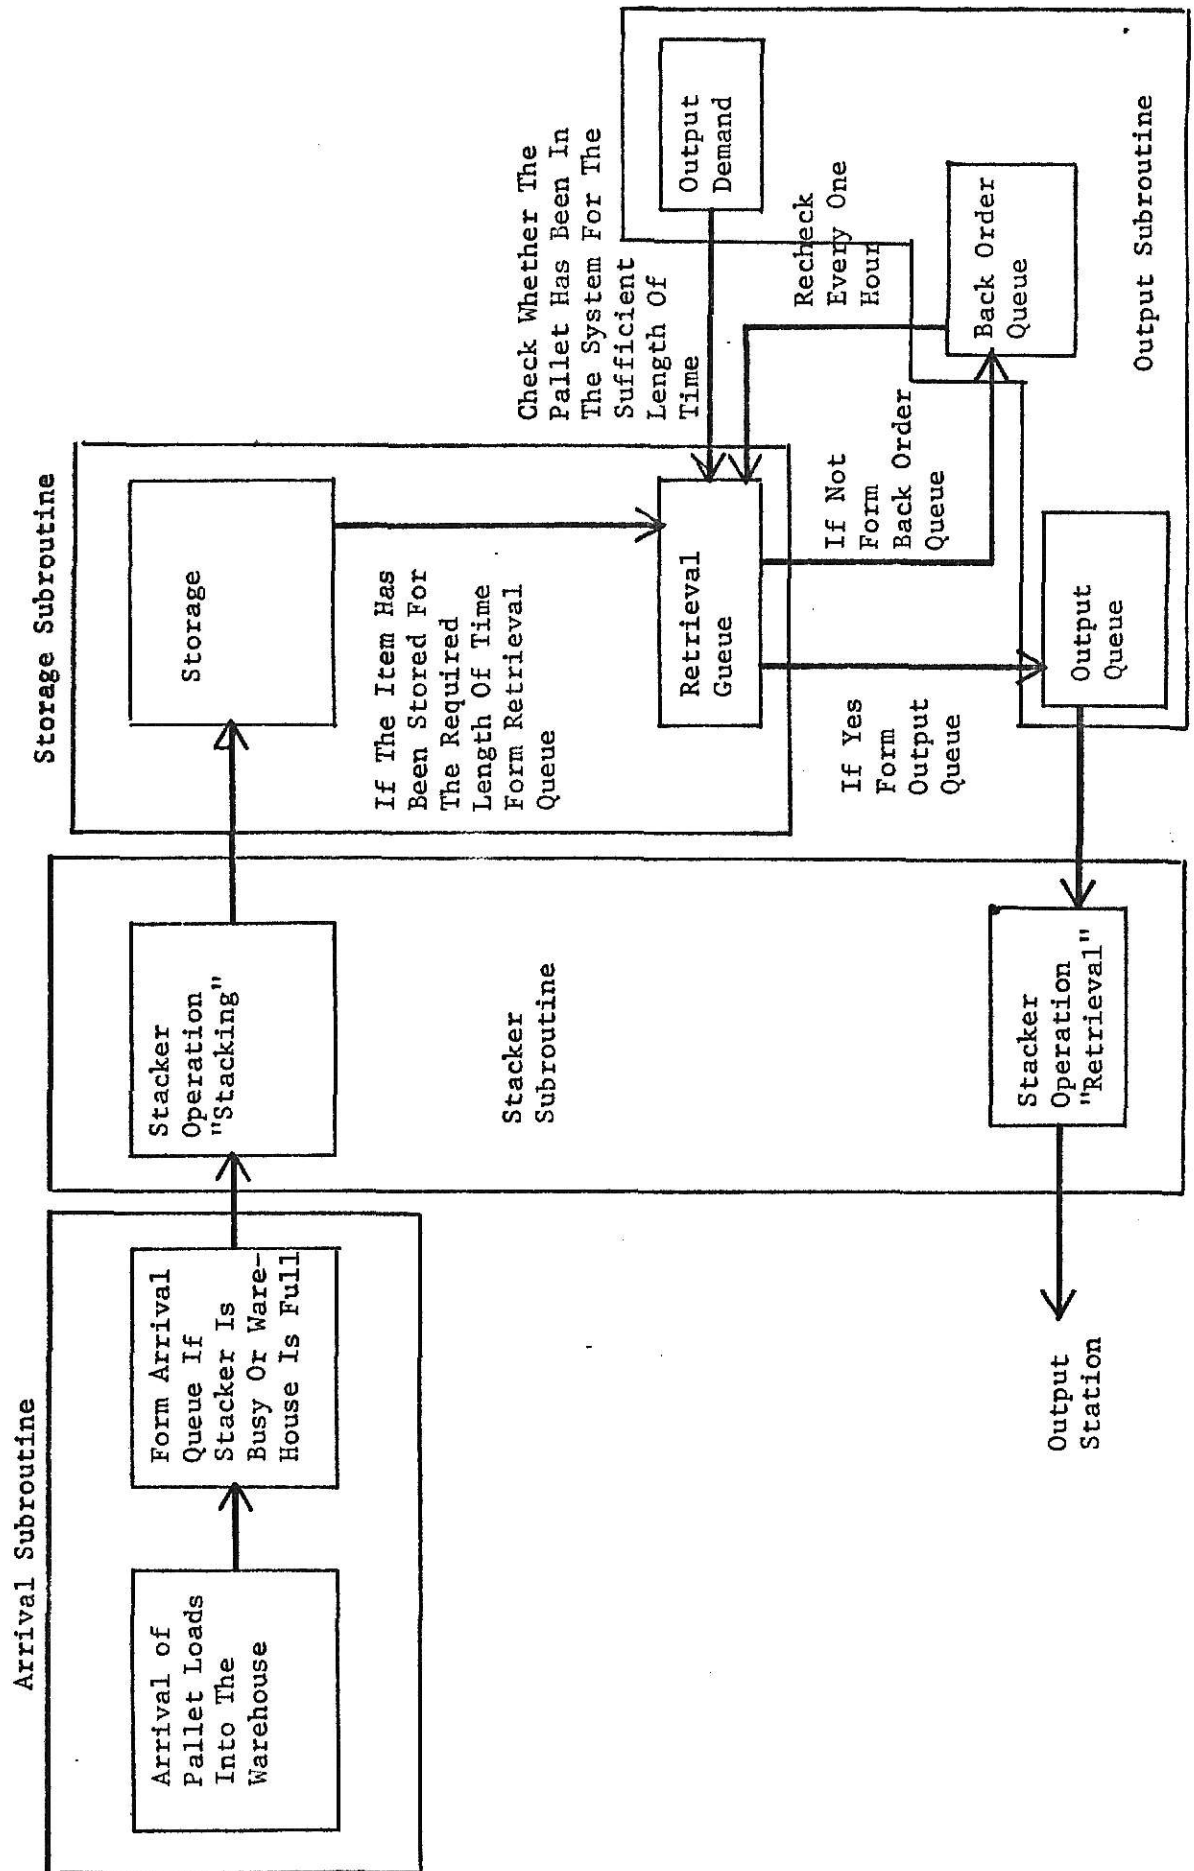 Arrival Subroutine
Arrival of
Pallet Loads
Into The
Warehouse
Form Arrival
Queue If
Stacker Is
Busy Or Ware-
House Is Full
Stacker
Operation
"Stacking"
Stacker
Subroutine
Storage Subroutine
Storage
If The Item Has
Been Stored For
The Required
Length Of Time
Form Retrieval
Queue
Retrieval
Gueue
Check Whether The
Pallet Has Been In
The System For The
Sufficient
Length Of
Time
Output
Demand
Recheck
Every One
Hour
If Not
Form
Back Order
Queue
Back Order
Queue
If Yes
Form
Output
Queue
Output
Queue
Output Subroutine
Stacker
Operation
"Retrieval"
Output
Station